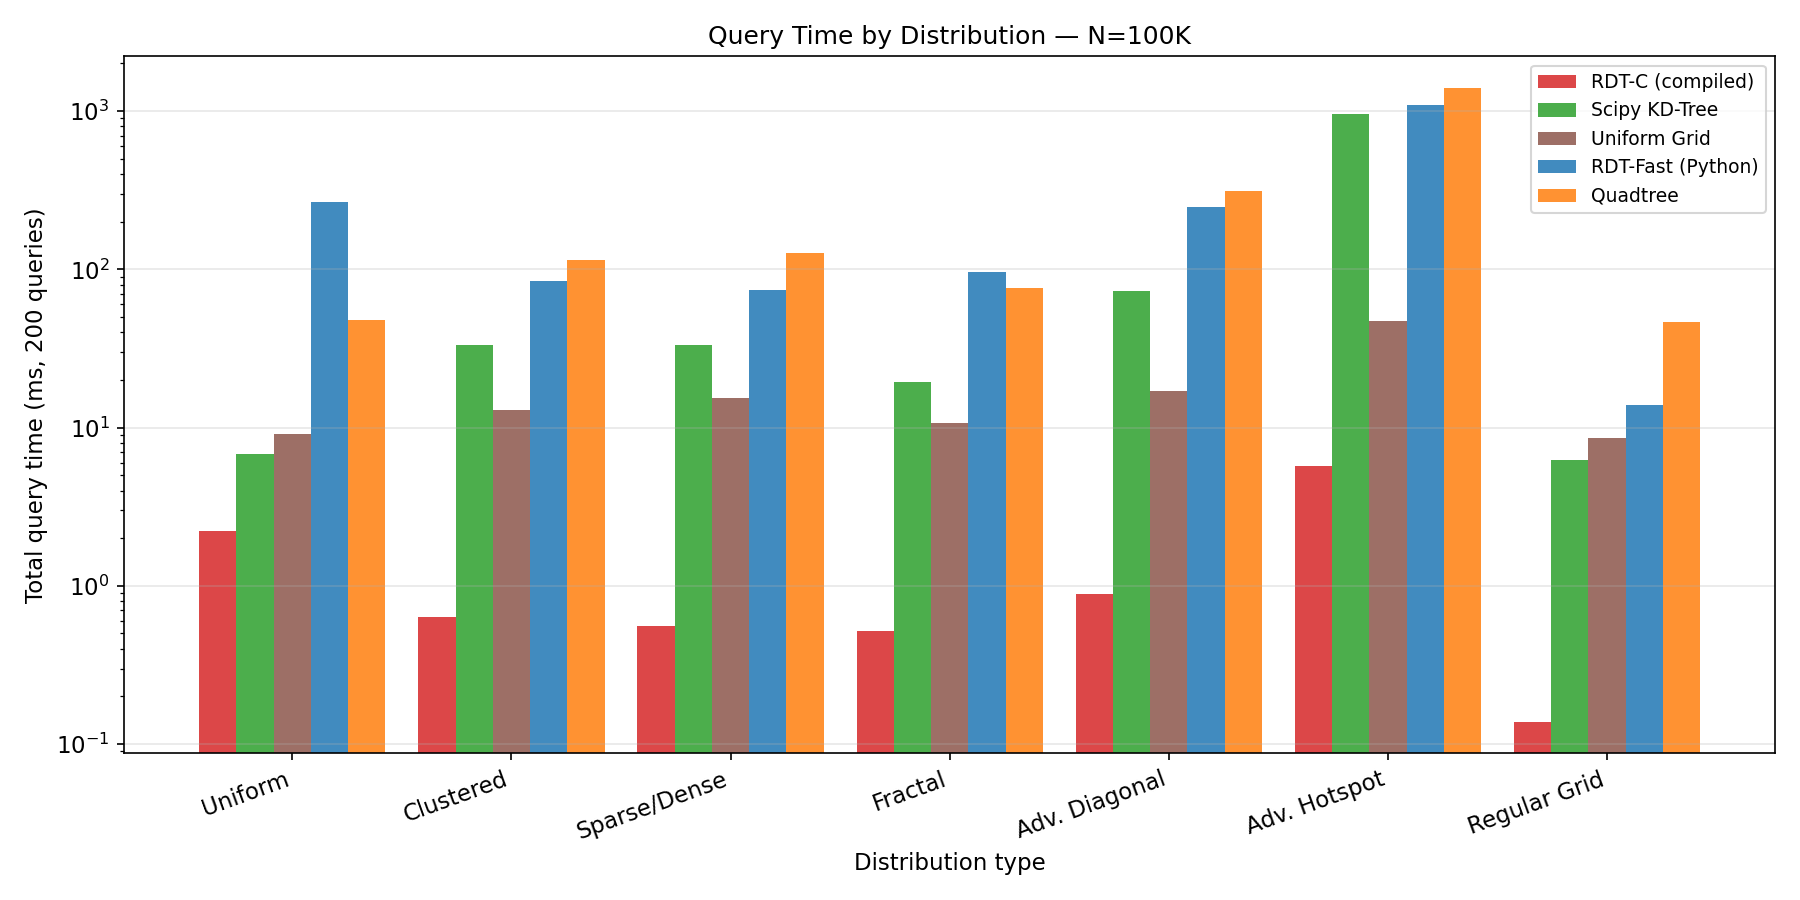 Query Time by Distribution — N=100K
RDT-C (compiled)
Scipy KD-Tree
Uniform Grid
RDT-Fast (Python)
Quadtree
Total query time (ms, 200 queries)
10³
10²
10¹
10⁰
10⁻¹
Uniform
Clustered
Sparse/Dense
Fractal
Adv. Diagonal
Adv. Hotspot
Regular Grid
Distribution type